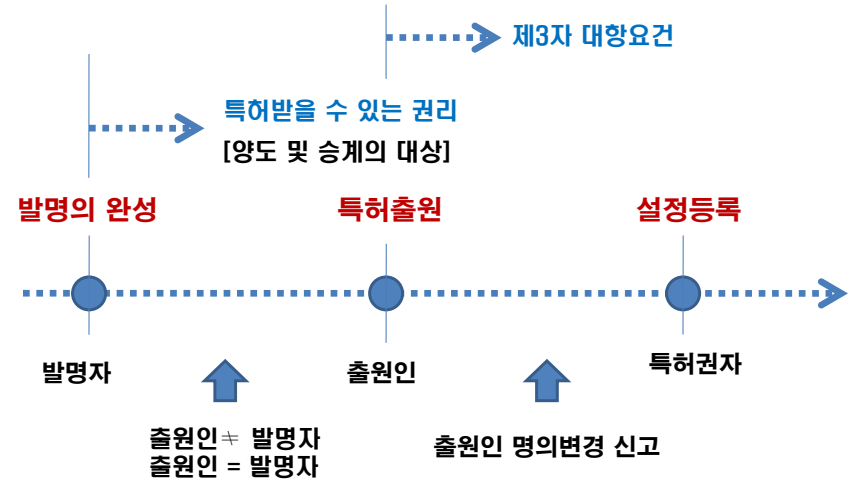 제3자 대항요건
특허받을 수 있는 권리
[양도 및 승계의 대상]
발명의 완성
특허출원
설정등록
발명자
출원인
특허권자
출원인≠ 발명자
출원인 = 발명자
출원인 명의변경 신고